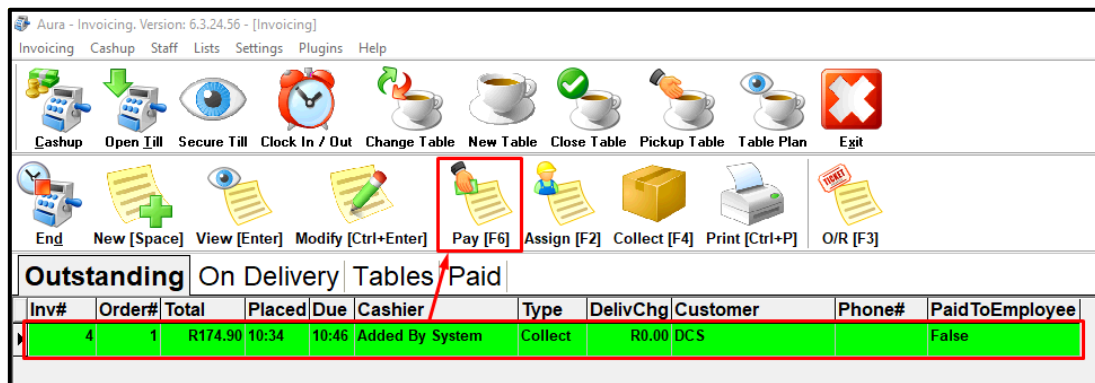 Aura - Invoicing. Version: 6.3.24.56 - [Invoicing]
Invoicing Cashup Staff Lists Settings Plugins Help
Cashup Open Till Secure Till Clock In / Out Change Table New Table Close Table Pickup Table Table Plan Exit
TICKET
End New [Space] View [Enter] Modify [Ctrl+Enter] Pay [F6] Assign [F2] Collect [F4] Print [Ctrl+P] O/R [F3]
Outstanding On Delivery Tables Paid
Inv# Order# Total Placed Due Cashier Type DelivChg Customer Phone# PaidToEmployee
4 1 R174.90 10:34 10:46 Added By System Collect R0.00 DCS False